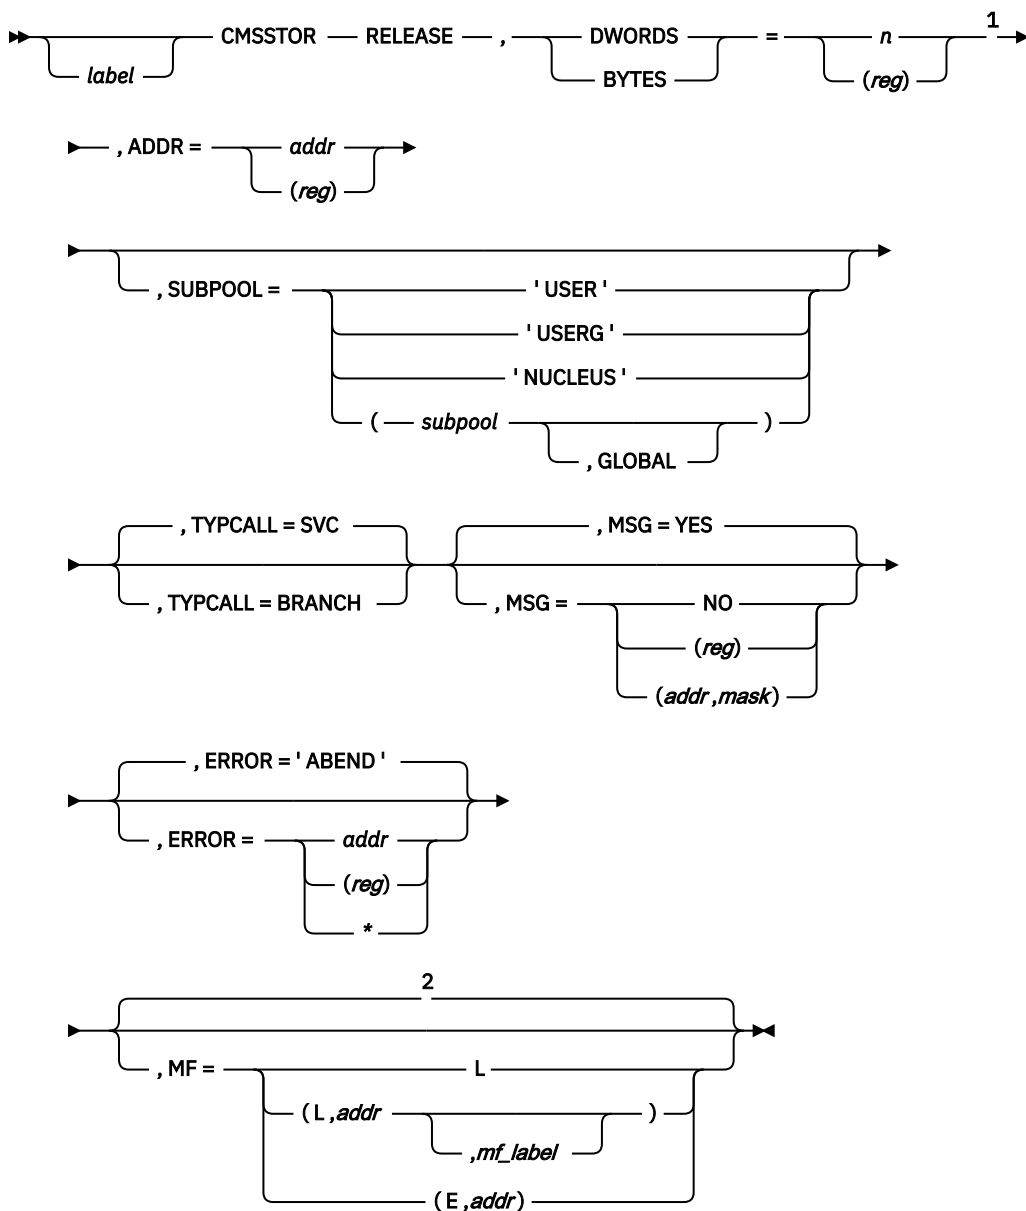 1
CMSSTOR RELEASE , DWORDS = n
label BYTES (reg)
, ADDR = addr
(reg)
, SUBPOOL = ' USER '
' USERG '
' NUCLEUS '
( subpool )
, GLOBAL
, TYPCALL = SVC , MSG = YES
, TYPCALL = BRANCH , MSG = NO
(reg)
(addr ,mask)
, ERROR = ' ABEND '
, ERROR = addr
(reg)
*
2
, MF = L
( L ,addr )
,mf_label
( E ,addr)